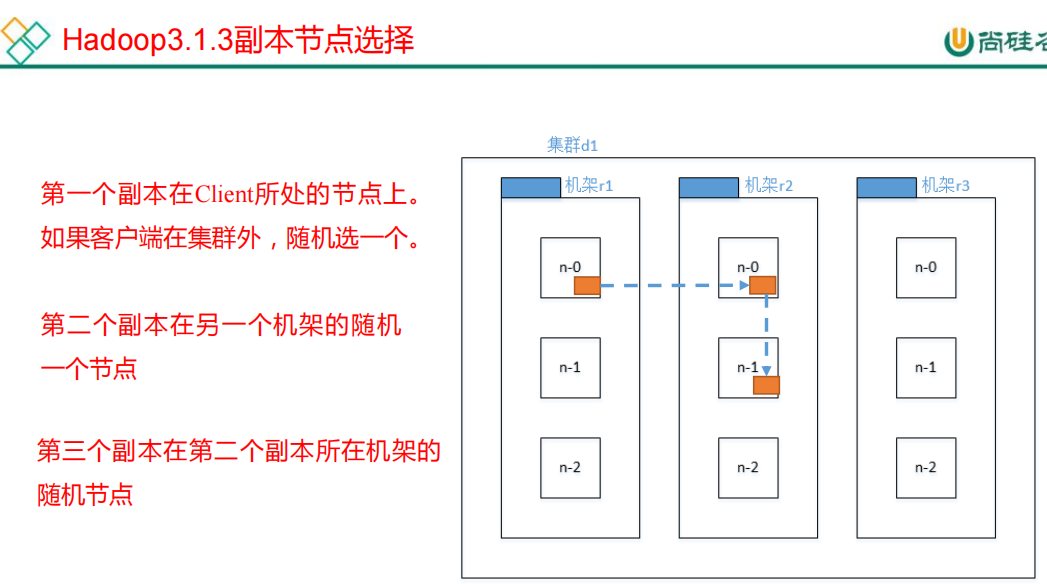 Hadoop3.1.3副本节点选择
尚硅谷
第一个副本在Client所处的节点上。
如果客户端在集群外，随机选一个。
第二个副本在另一个机架的随机
一个节点
第三个副本在第二个副本所在机架的
随机节点
集群d1
机架r1
机架r2
机架r3
n-0
n-0
n-0
n-1
n-1
n-1
n-2
n-2
n-2